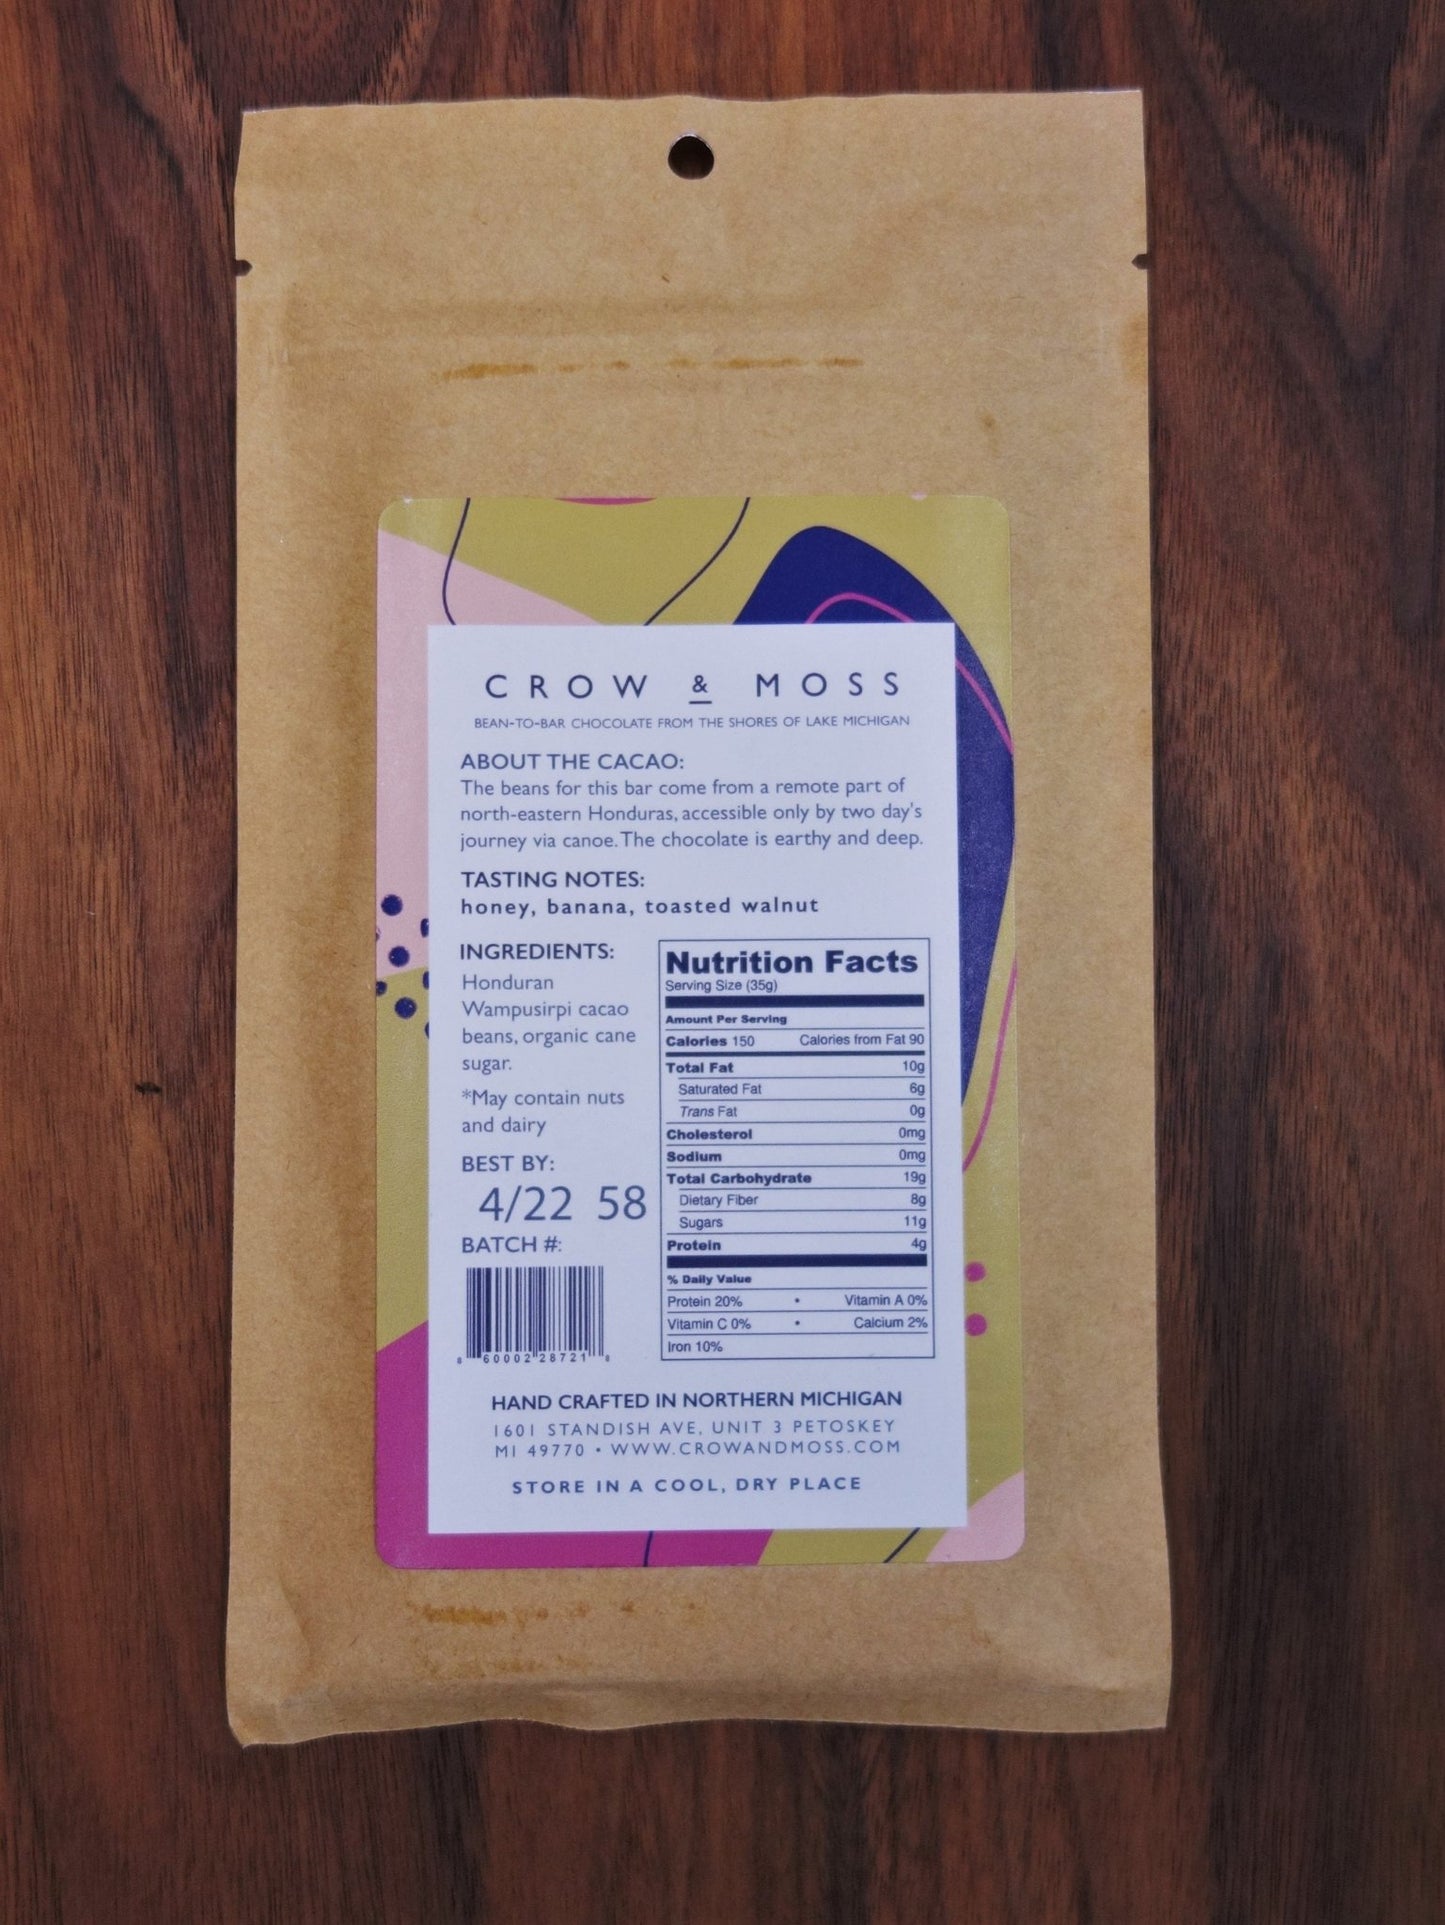 CROW & MOSS
BEAN-TO-BAR CHOCOLATE FROM THE SHORES OF LAKE MICHIGAN
ABOUT THE CACAO:
The beans for this bar come from a remote part of
north-eastern Honduras, accessible only by two day's
journey via canoe. The chocolate is earthy and deep.
TASTING NOTES:
honey, banana, toasted walnut
INGREDIENTS:
Honduran
Wampusirpi cacao
beans, organic cane
sugar.
*May contain nuts
and dairy
BEST BY:
4/22 58
BATCH #:
8 60002 28721 8
Nutrition Facts
Serving Size (35g)
Amount Per Serving
Calories 150 Calories from Fat 90
Total Fat 10g
Saturated Fat 6g
Trans Fat 0g
Cholesterol 0mg
Sodium 0mg
Total Carbohydrate 19g
Dietary Fiber 8g
Sugars 11g
Protein 4g
% Daily Value
Protein 20% • Vitamin A 0%
Vitamin C 0% • Calcium 2%
Iron 10%
HAND CRAFTED IN NORTHERN MICHIGAN
1601 STANDISH AVE, UNIT 3 PETOSKEY
MI 49770 • WWW.CROWANDMOSS.COM
STORE IN A COOL, DRY PLACE